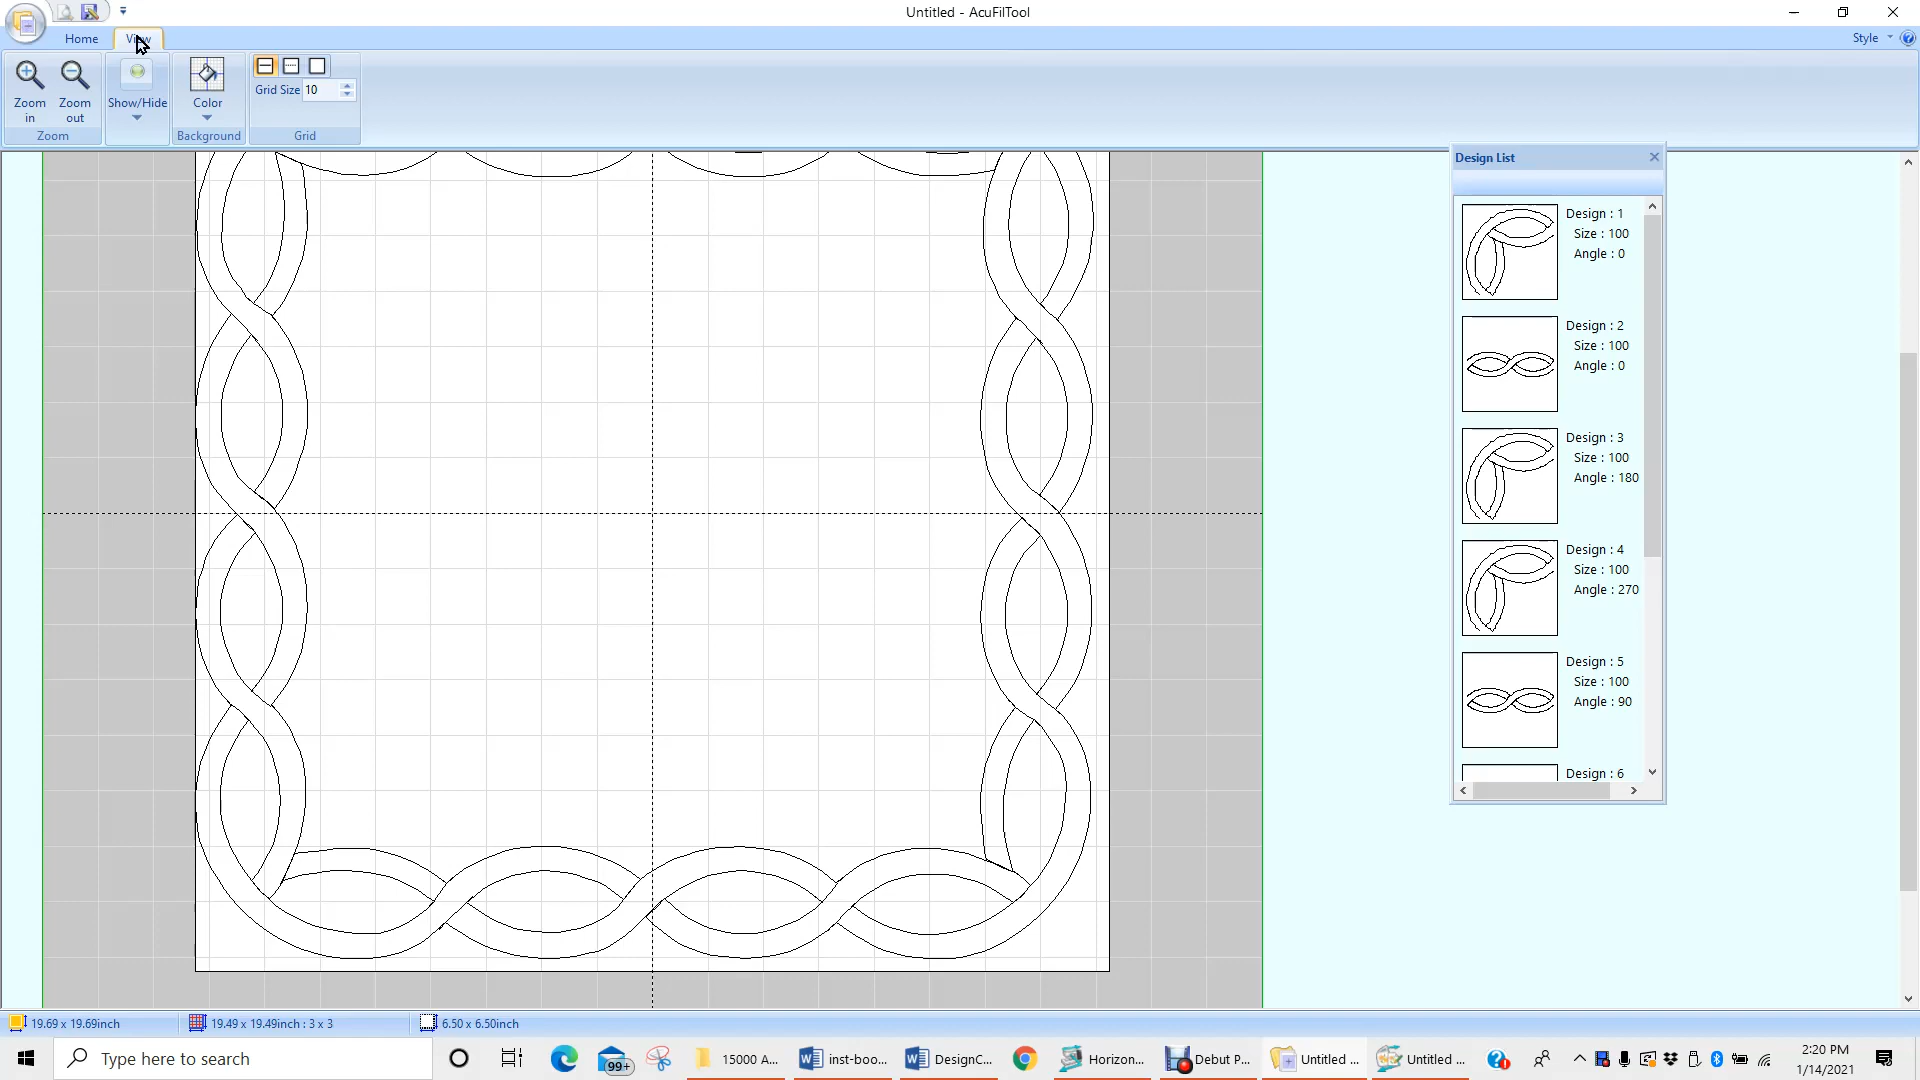 Untitled - AcuFilTool
Home
View
Style
Zoom in
Zoom out
Show/Hide
Color
Grid Size 10
Zoom
Background
Grid
Design List
Design : 1
Size : 100
Angle : 0
Design : 2
Size : 100
Angle : 0
Design : 3
Size : 100
Angle : 180
Design : 4
Size : 100
Angle : 270
Design : 5
Size : 100
Angle : 90
Design : 6
19.69 x 19.69inch
19.49 x 19.49inch : 3 x 3
6.50 x 6.50inch
Type here to search
99+
15000 A...
inst-boo...
DesignC...
Horizon...
Debut P...
Untitled ...
Untitled ...
2:20 PM
1/14/2021